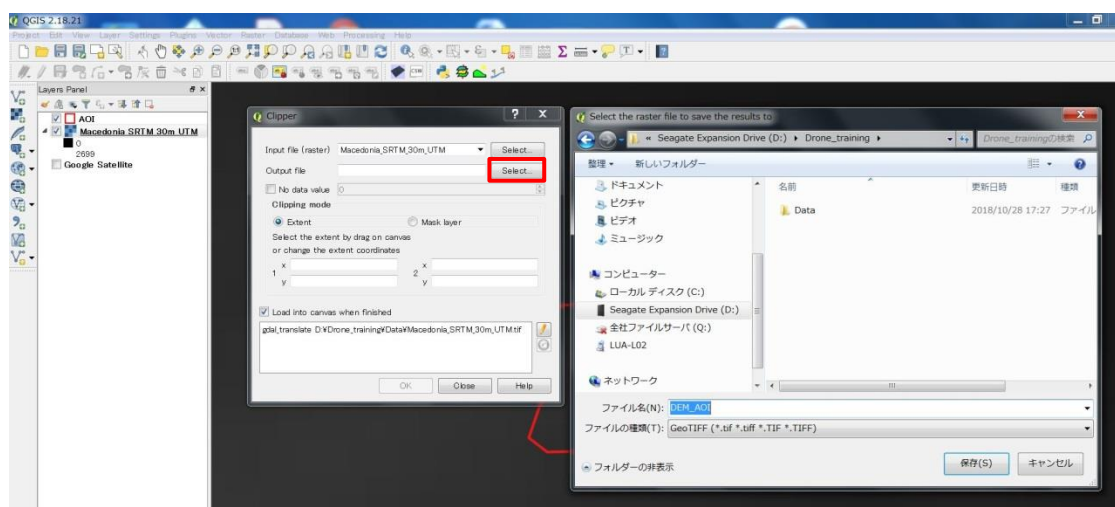 QGIS 2.18.21
Project Edit View Layer Settings Plugins Vector Raster Database Web Processing Help
Layers Panel
AOI
Macedonia_SRTM_30m_UTM
0
2699
Google Satellite
Clipper
Input file (raster) Macedonia_SRTM_30m_UTM Select...
Output file Select...
No data value 0
Clipping mode
Extent Mask layer
Select the extent by drag on canvas
or change the extent coordinates
x x
1 2
y y
Load into canvas when finished
gdal_translate D:¥Drone_training¥Data¥Macedonia_SRTM_30m_UTM.tif
OK Close Help
Select the raster file to save the results to
« Seagate Expansion Drive (D:) Drone_training Drone_trainingの検索
整理 新しいフォルダー
ドキュメント
ピクチャ
ビデオ
ミュージック
コンピューター
ローカル ディスク (C:)
Seagate Expansion Drive (D:)
全社ファイルサーバ (Q:)
LUA-L02
ネットワーク
名前 更新日時 種類
Data 2018/10/28 17:27 ファイル
ファイル名(N): DEM_AOI
ファイルの種類(T): GeoTIFF (*.tif *.tiff *.TIF *.TIFF)
フォルダーの非表示 保存(S) キャンセル